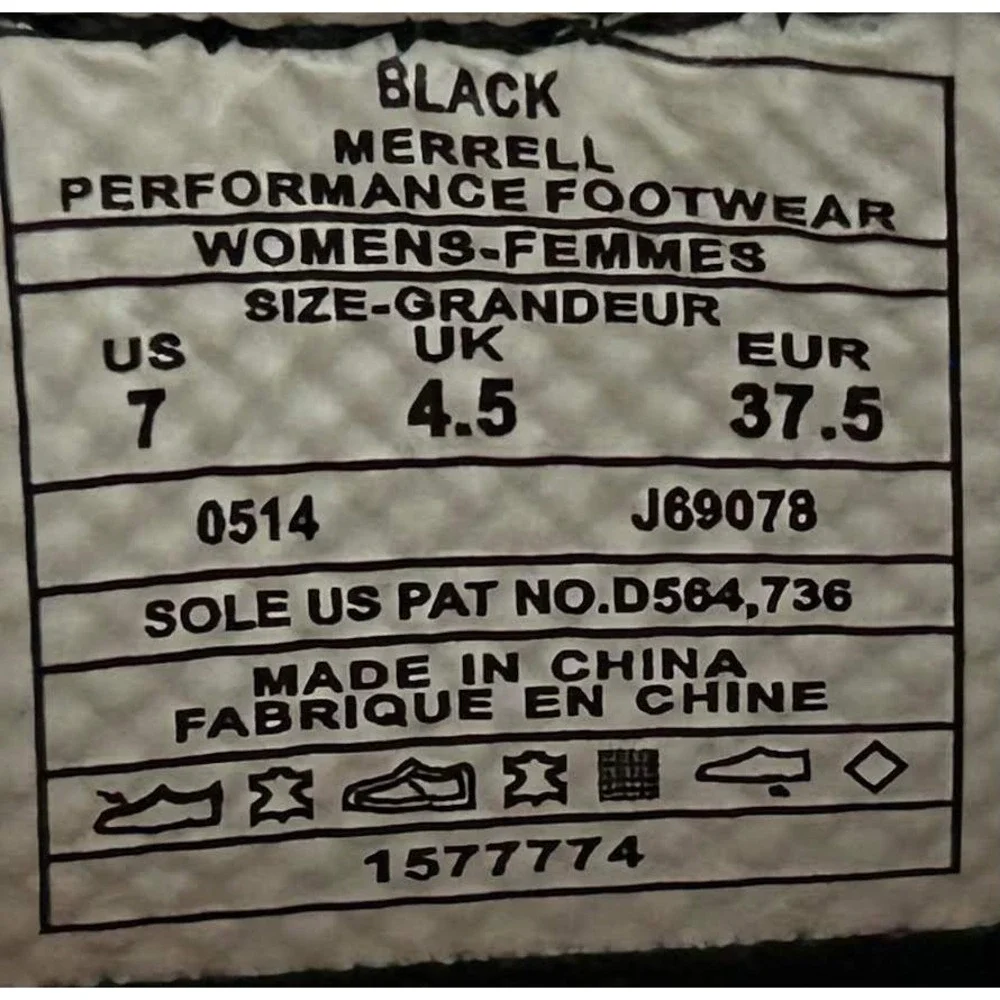 BLACK
MERRELL
PERFORMANCE FOOTWEAR
WOMENS-FEMMES
SIZE-GRANDEUR
US UK EUR
7 4.5 37.5
0514 J69078
SOLE US PAT NO.D564,736
MADE IN CHINA
FABRIQUE EN CHINE
1577774